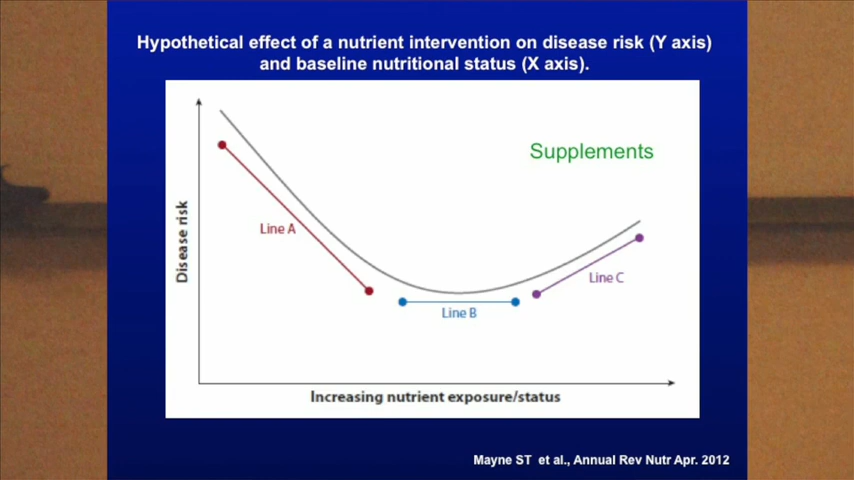 Hypothetical effect of a nutrient intervention on disease risk (Y axis)
and baseline nutritional status (X axis).
Supplements
Disease risk
Line A
Line B
Line C
Increasing nutrient exposure/status
Mayne ST et al., Annual Rev Nutr Apr. 2012